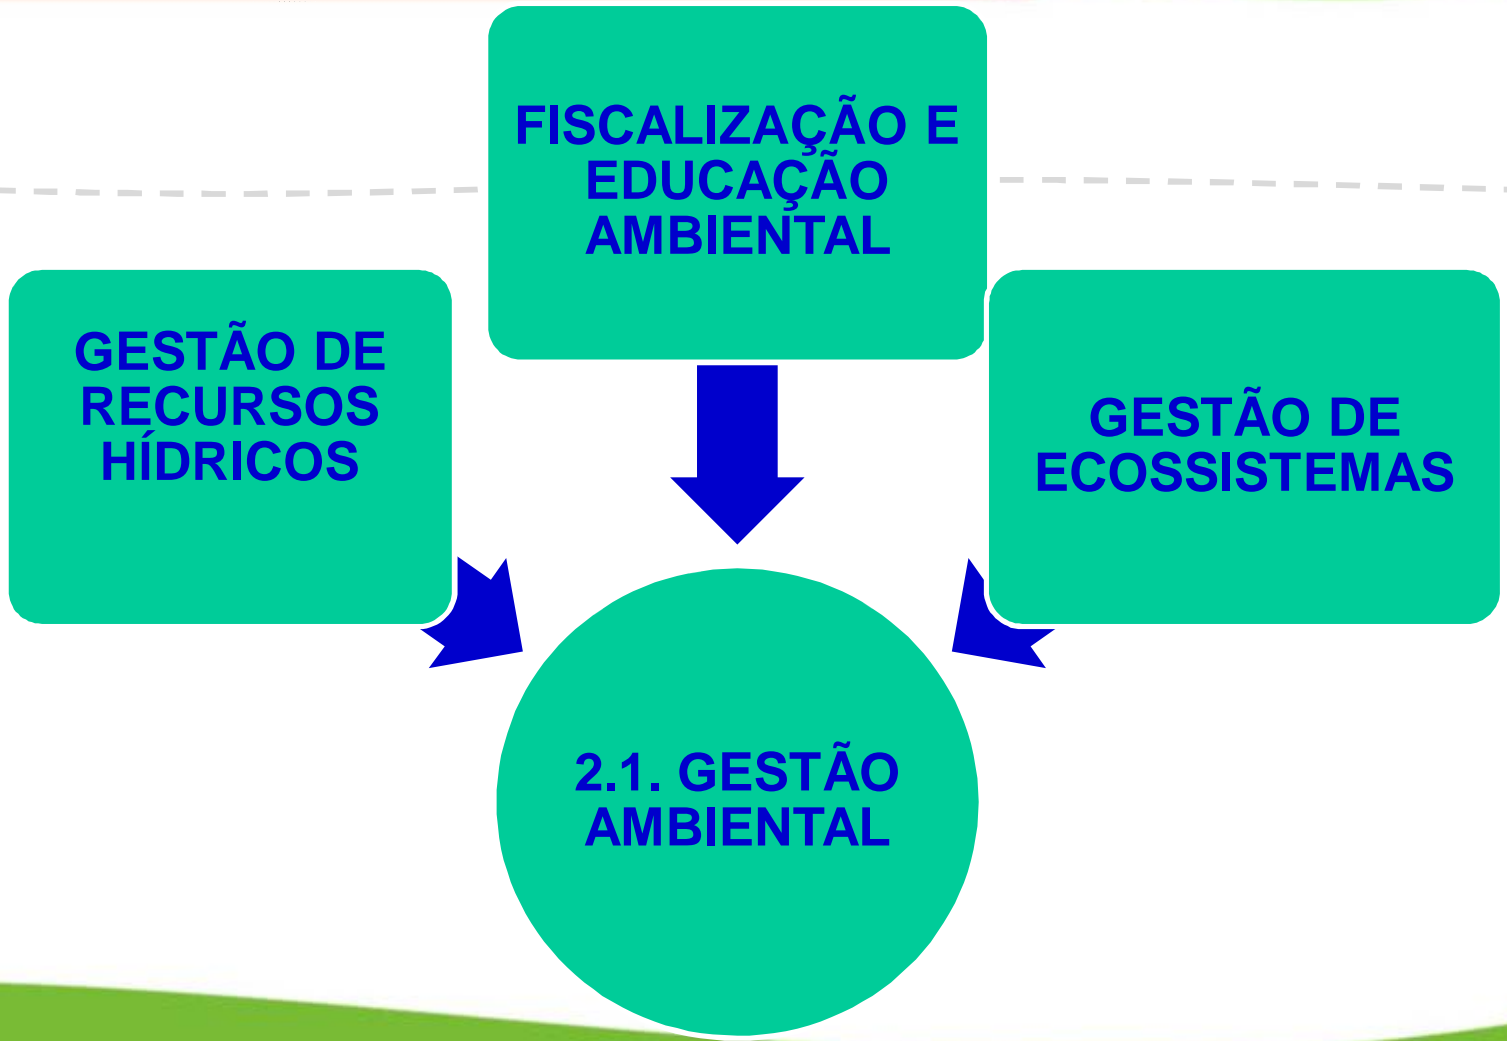 FISCALIZAÇÃO E
EDUCAÇÃO
AMBIENTAL
GESTÃO DE
RECURSOS
HÍDRICOS
GESTÃO DE
ECOSSISTEMAS
2.1. GESTÃO
AMBIENTAL